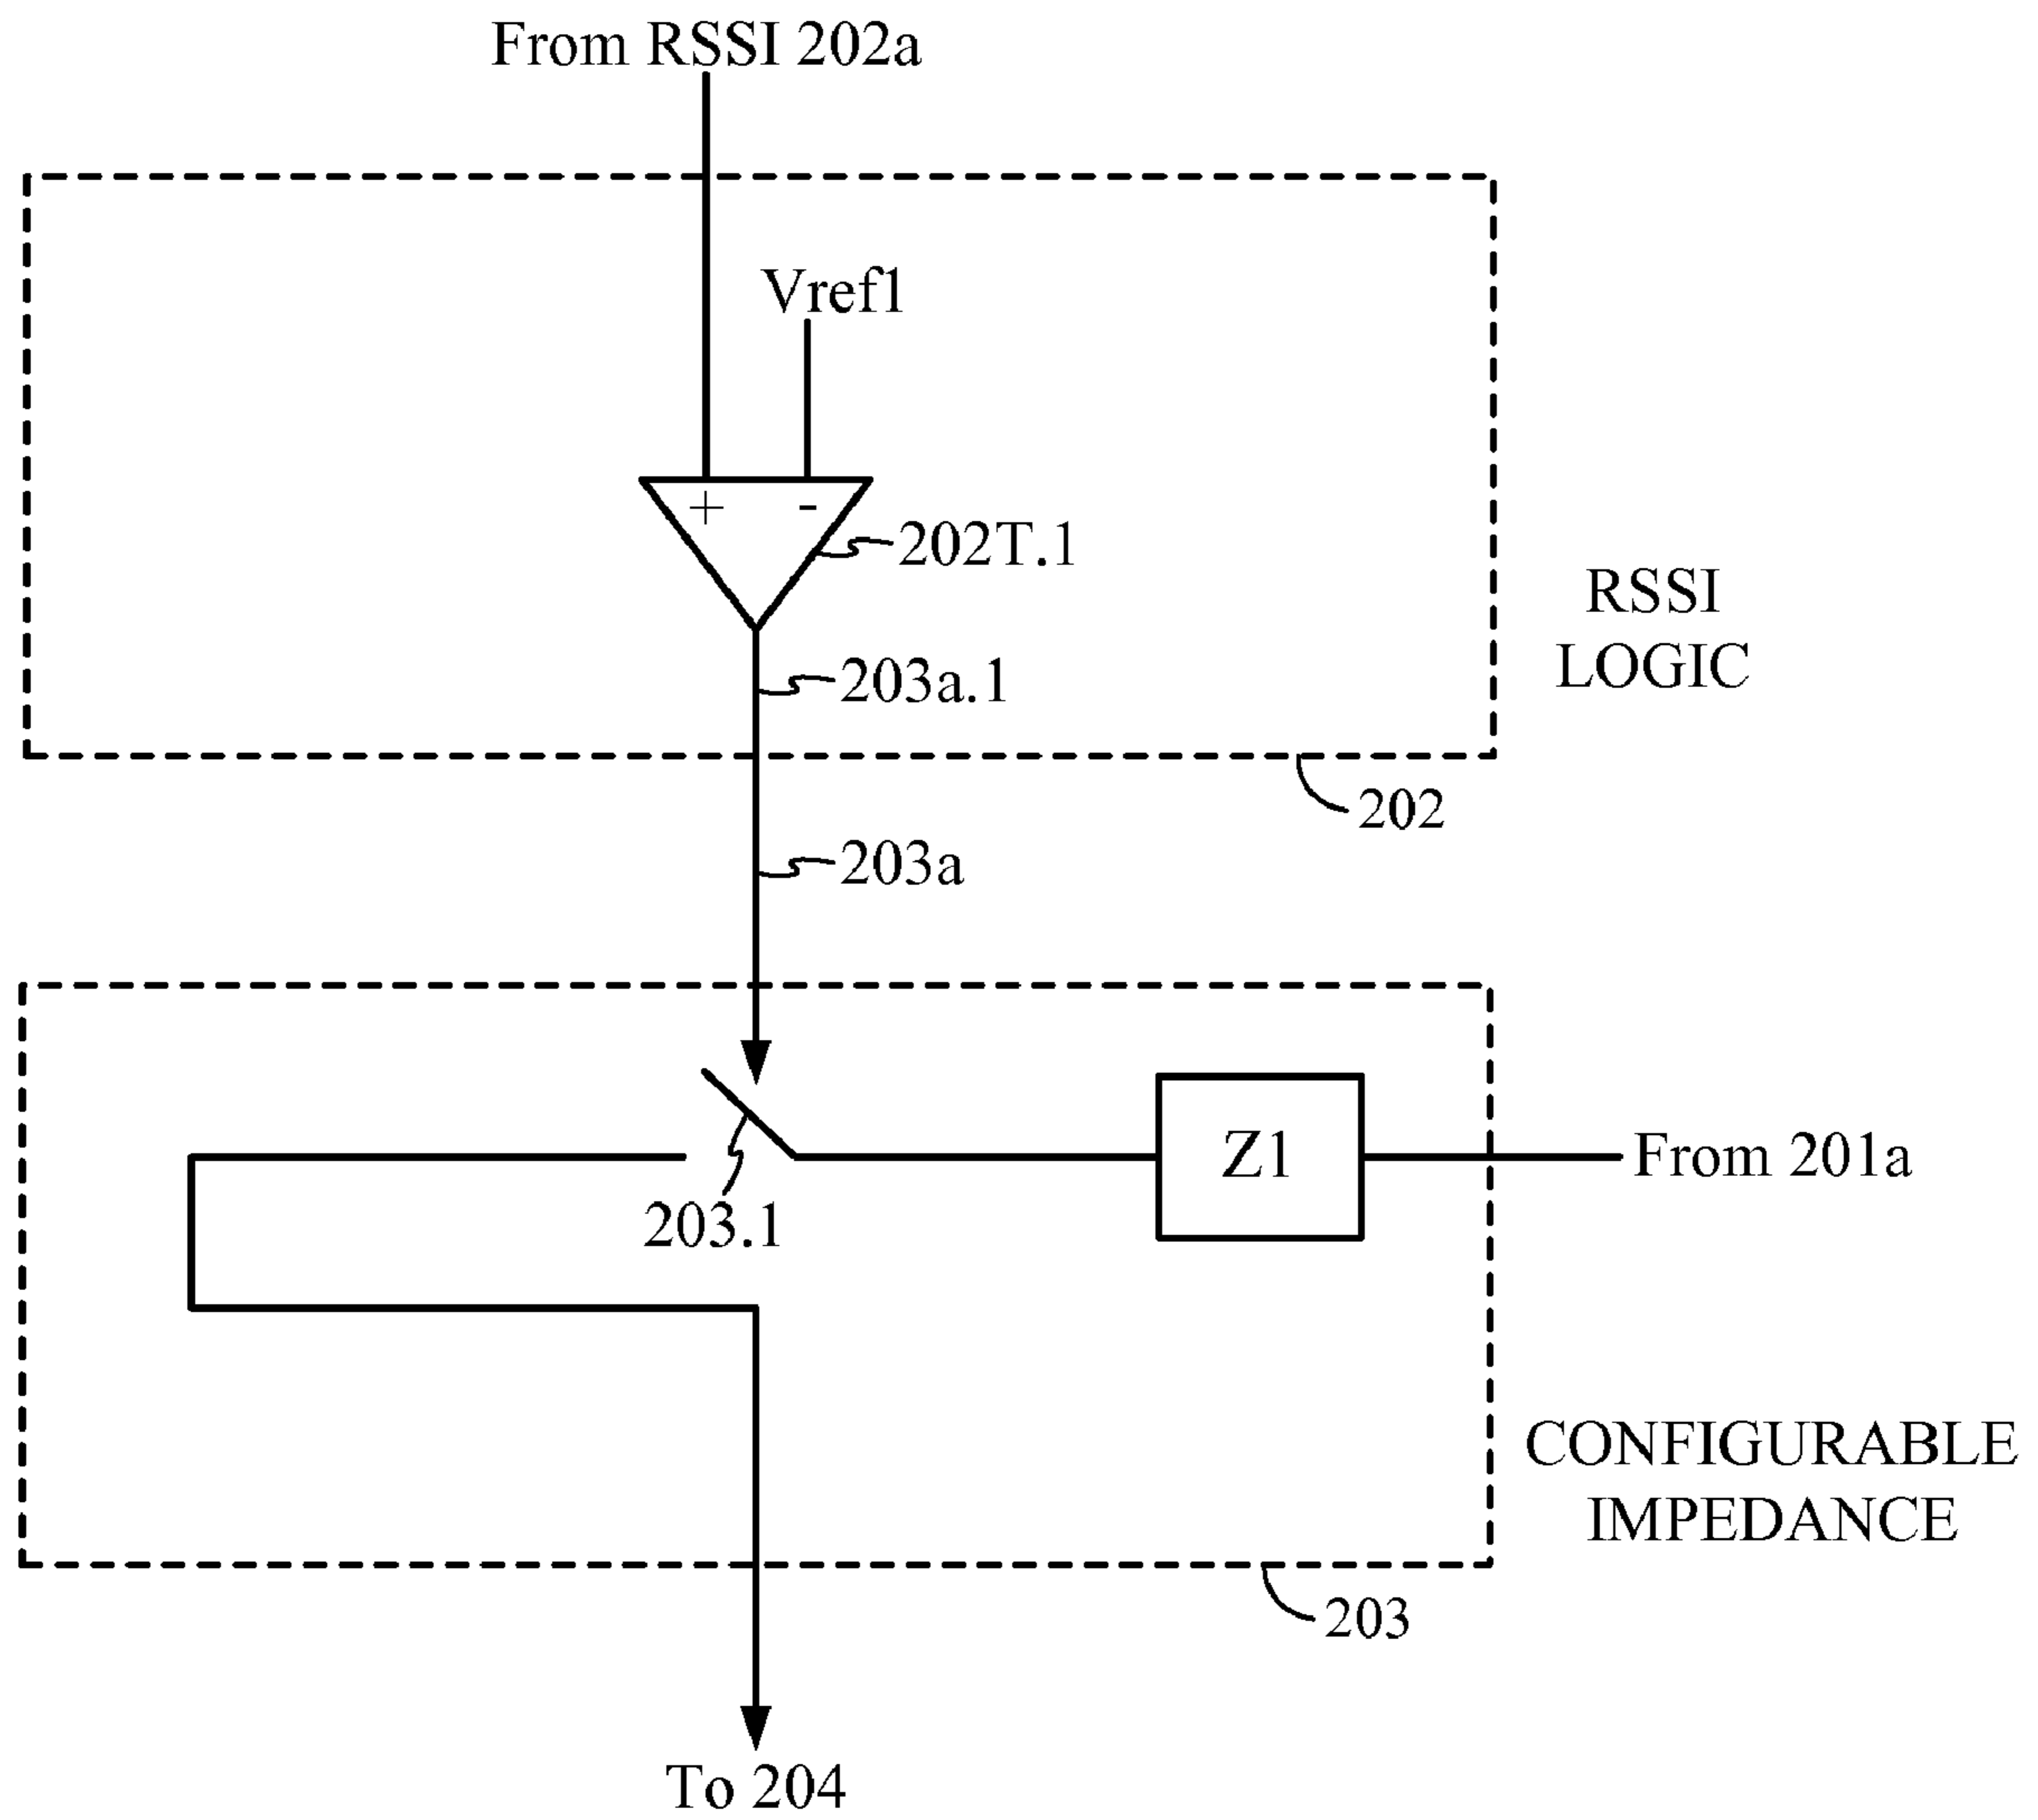 From RSSI 202a
Vref1
+ -
202T.1
RSSI
LOGIC
203a.1
202
203a
Z1
From 201a
203.1
CONFIGURABLE
IMPEDANCE
203
To 204